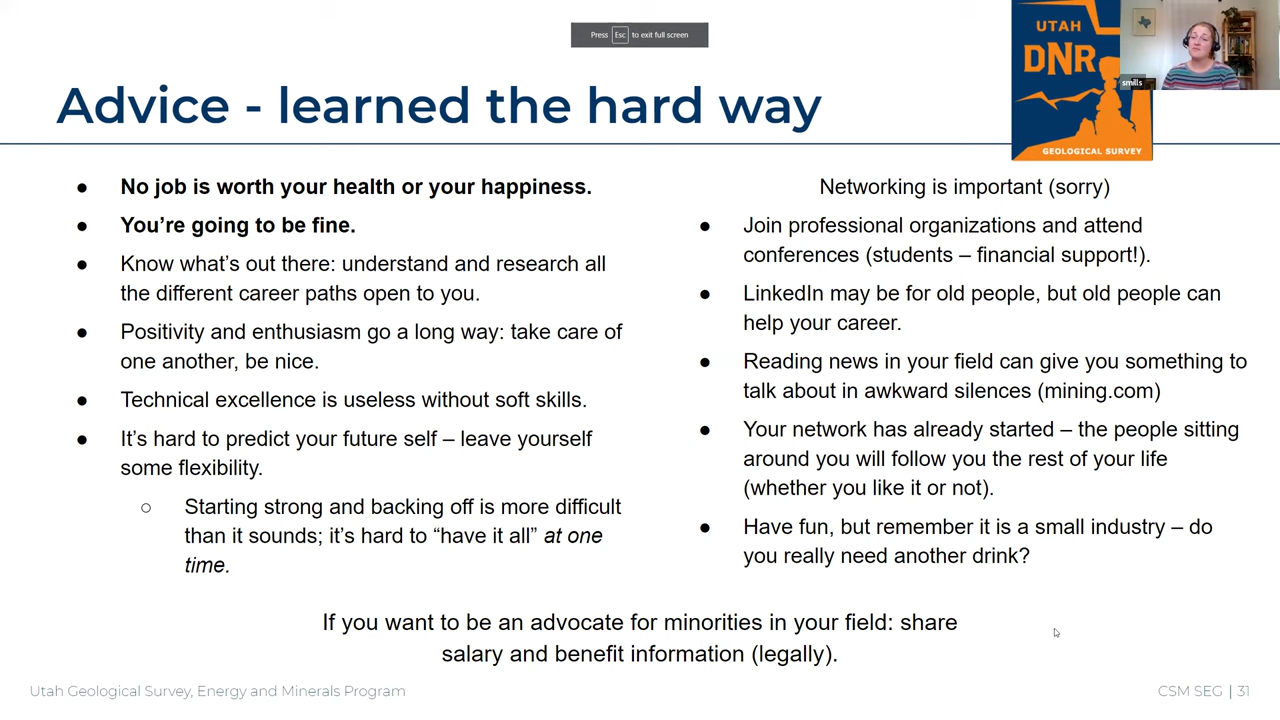 Press Esc to exit full screen
UTAH
DNR
GEOLOGICAL SURVEY
smills
Advice - learned the hard way
● No job is worth your health or your happiness.
● You’re going to be fine.
● Know what’s out there: understand and research all
the different career paths open to you.
● Positivity and enthusiasm go a long way: take care of
one another, be nice.
● Technical excellence is useless without soft skills.
● It’s hard to predict your future self – leave yourself
some flexibility.
○ Starting strong and backing off is more difficult
than it sounds; it’s hard to “have it all” at one
time.
Networking is important (sorry)
● Join professional organizations and attend
conferences (students – financial support!).
● LinkedIn may be for old people, but old people can
help your career.
● Reading news in your field can give you something to
talk about in awkward silences (mining.com)
● Your network has already started – the people sitting
around you will follow you the rest of your life
(whether you like it or not).
● Have fun, but remember it is a small industry – do
you really need another drink?
If you want to be an advocate for minorities in your field: share
salary and benefit information (legally).
Utah Geological Survey, Energy and Minerals Program
CSM SEG | 31